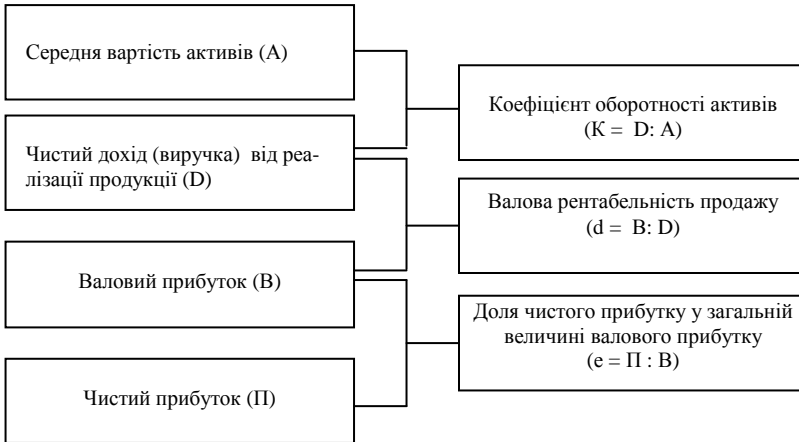 Середня вартість активів (А)
Чистий дохід (виручка) від реа-
лізації продукції (D)
Валовий прибуток (В)
Чистий прибуток (П)
Коефіцієнт оборотності активів
(К = D: A)
Валова рентабельність продажу
(d = B: D)
Доля чистого прибутку у загальній
величині валового прибутку
(е = П : В)